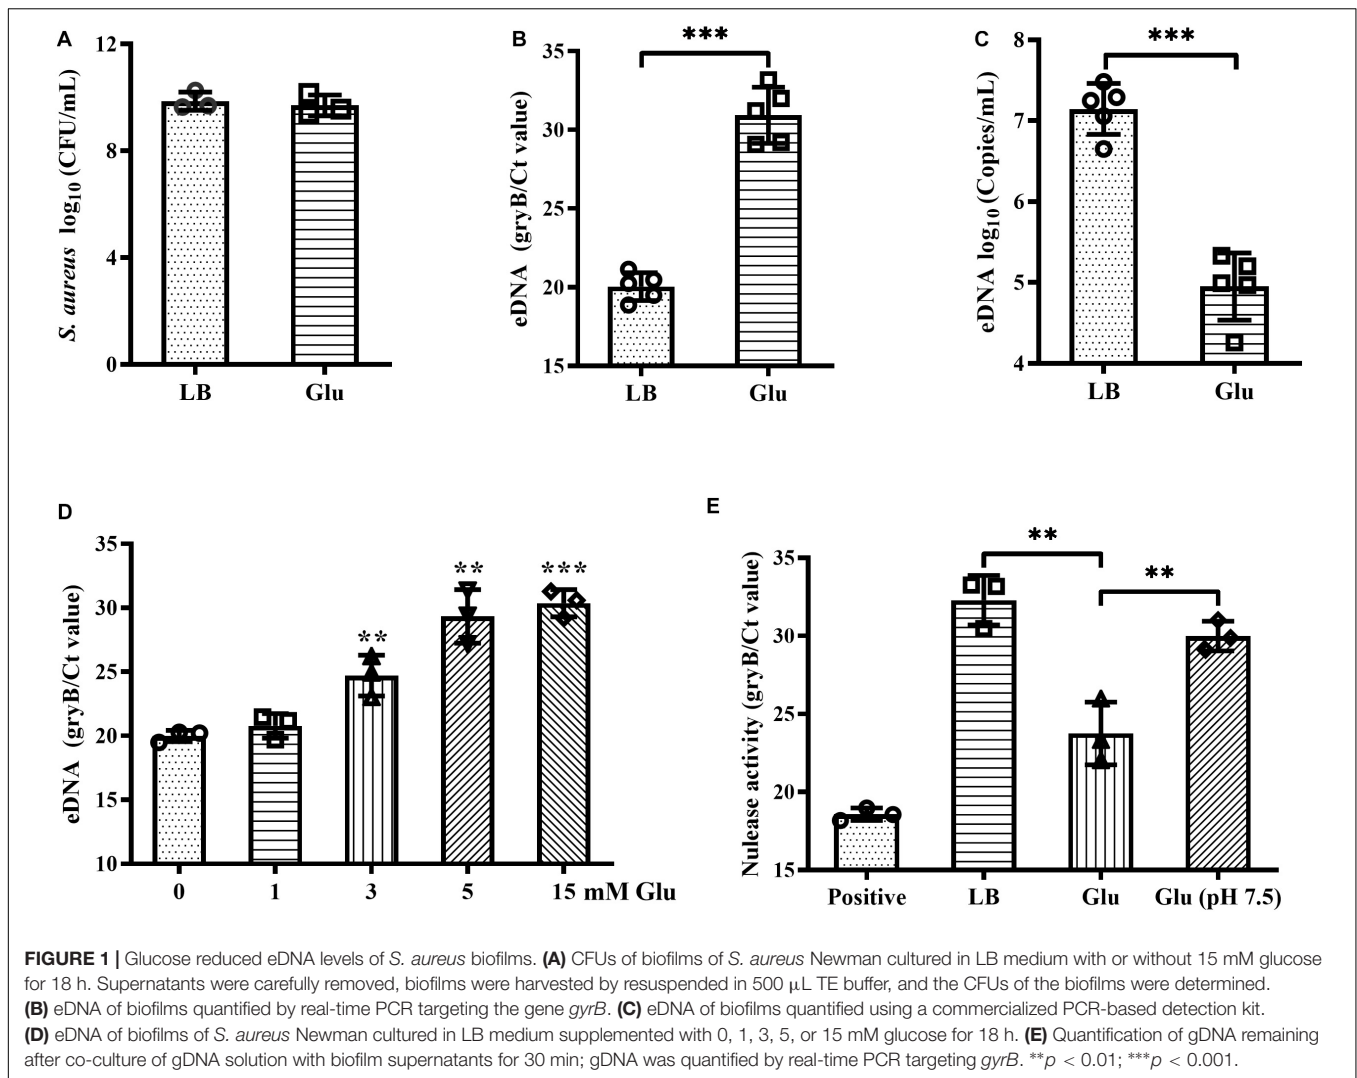 A
12
8
4
0
S. aureus log10 (CFU/mL)
LB Glu
B
***
35
30
25
20
15
eDNA (gryB/Ct value)
LB Glu
C
***
8
7
6
5
4
eDNA log10 (Copies/mL)
LB Glu
D
35
30
25
20
15
10
eDNA (gryB/Ct value)
**
**
***
0 1 3 5 15 mM Glu
E
35
30
25
20
15
Nulease activity (gryB/Ct value)
**
**
Positive LB Glu Glu (pH 7.5)
FIGURE 1 | Glucose reduced eDNA levels of S. aureus biofilms. (A) CFUs of biofilms of S. aureus Newman cultured in LB medium with or without 15 mM glucose
for 18 h. Supernatants were carefully removed, biofilms were harvested by resuspended in 500 μL TE buffer, and the CFUs of the biofilms were determined.
(B) eDNA of biofilms quantified by real-time PCR targeting the gene gyrB. (C) eDNA of biofilms quantified using a commercialized PCR-based detection kit.
(D) eDNA of biofilms of S. aureus Newman cultured in LB medium supplemented with 0, 1, 3, 5, or 15 mM glucose for 18 h. (E) Quantification of gDNA remaining
after co-culture of gDNA solution with biofilm supernatants for 30 min; gDNA was quantified by real-time PCR targeting gyrB. **p < 0.01; ***p < 0.001.